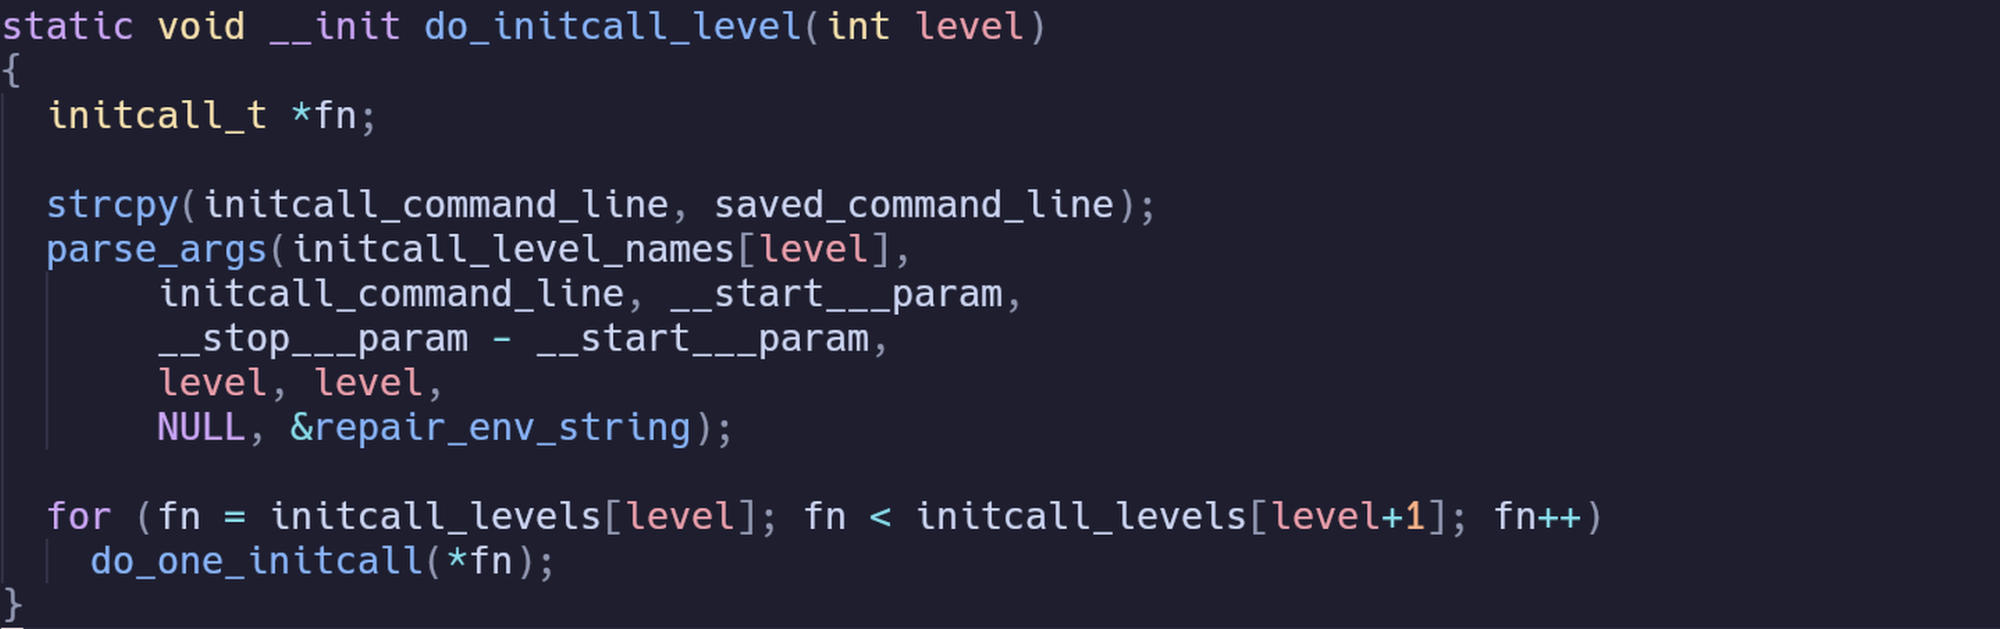 static void __init do_initcall_level(int level)
{
  initcall_t *fn;

  strcpy(initcall_command_line, saved_command_line);
  parse_args(initcall_level_names[level],
       initcall_command_line, __start___param,
       __stop___param - __start___param,
       level, level,
       NULL, &repair_env_string);

  for (fn = initcall_levels[level]; fn < initcall_levels[level+1]; fn++)
    do_one_initcall(*fn);
}